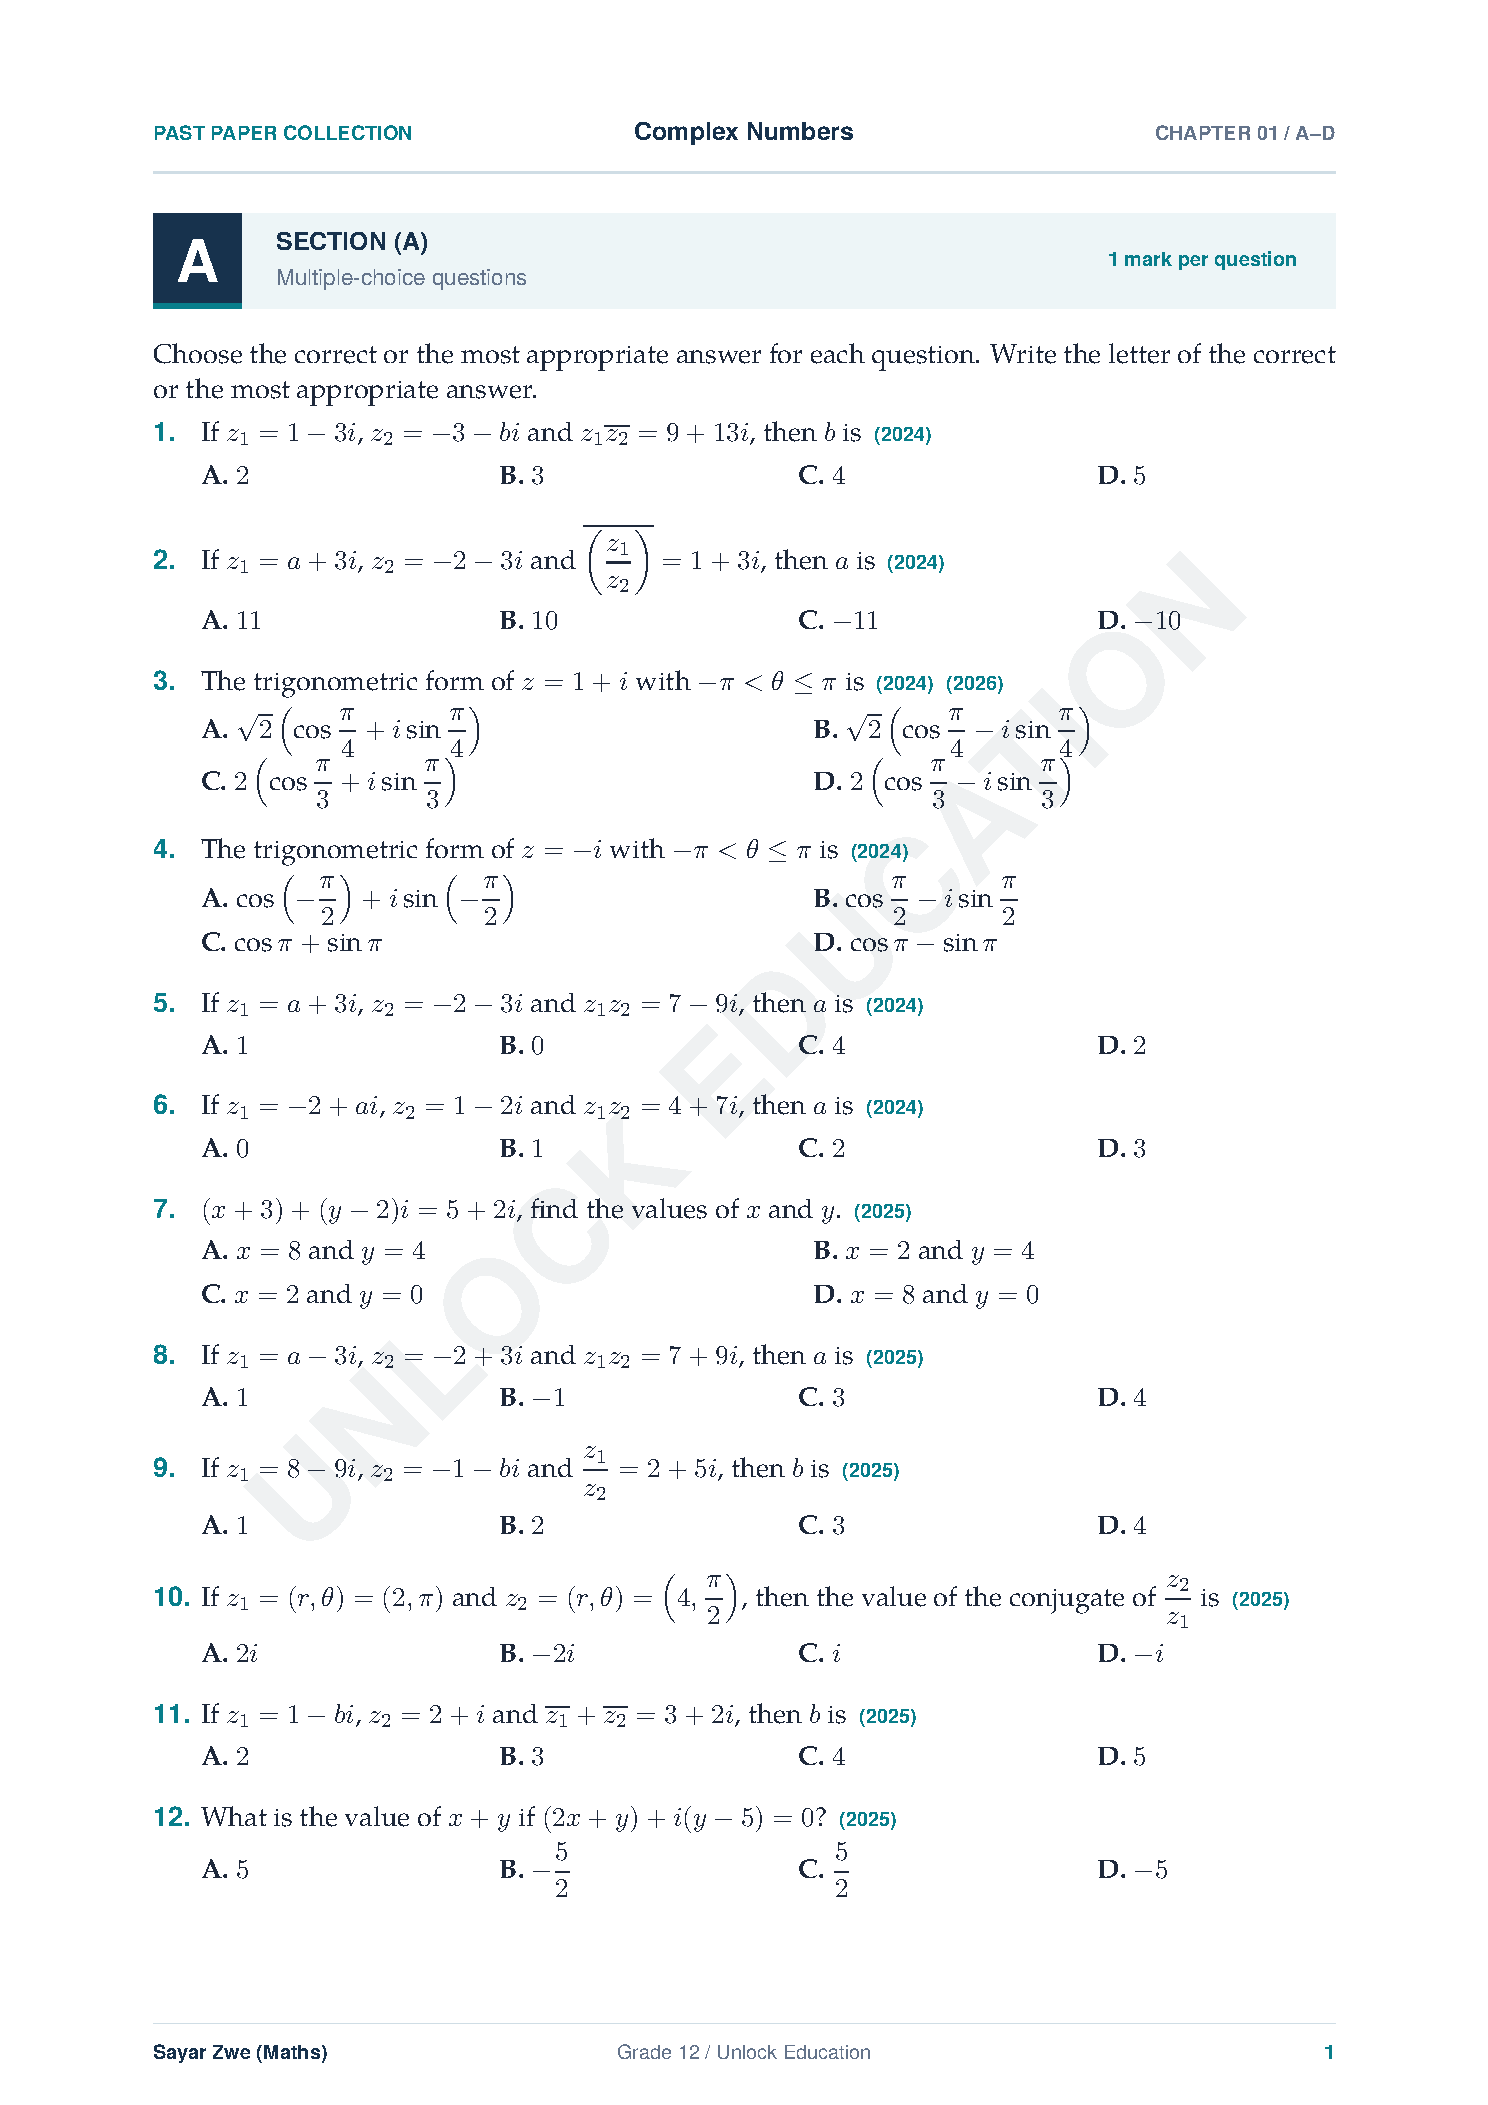 PAST PAPER COLLECTION Complex Numbers CHAPTER 01 / A–D
A SECTION (A)
Multiple-choice questions
1 mark per question
Choose the correct or the most appropriate answer for each question. Write the letter of the correct
or the most appropriate answer.
1. If z₁ = 1 − 3i, z₂ = −3 − bi and z₁z̅₂ = 9 + 13i, then b is (2024)
A. 2 B. 3 C. 4 D. 5
2. If z₁ = a + 3i, z₂ = −2 − 3i and \overline{(z₁/z₂)} = 1 + 3i, then a is (2024)
A. 11 B. 10 C. −11 D. −10
3. The trigonometric form of z = 1 + i with −π < θ ≤ π is (2024) (2026)
A. √2 (cos π/4 + i sin π/4) B. √2 (cos π/4 − i sin π/4)
C. 2 (cos π/3 + i sin π/3) D. 2 (cos π/3 − i sin π/3)
4. The trigonometric form of z = −i with −π < θ ≤ π is (2024)
A. cos (−π/2) + i sin (−π/2) B. cos π/2 − i sin π/2
C. cos π + sin π D. cos π − sin π
5. If z₁ = a + 3i, z₂ = −2 − 3i and z₁z₂ = 7 − 9i, then a is (2024)
A. 1 B. 0 C. 4 D. 2
6. If z₁ = −2 + ai, z₂ = 1 − 2i and z₁z₂ = 4 + 7i, then a is (2024)
A. 0 B. 1 C. 2 D. 3
7. (x + 3) + (y − 2)i = 5 + 2i, find the values of x and y. (2025)
A. x = 8 and y = 4 B. x = 2 and y = 4
C. x = 2 and y = 0 D. x = 8 and y = 0
8. If z₁ = a − 3i, z₂ = −2 + 3i and z₁z₂ = 7 + 9i, then a is (2025)
A. 1 B. −1 C. 3 D. 4
9. If z₁ = 8 − 9i, z₂ = −1 − bi and z₁/z₂ = 2 + 5i, then b is (2025)
A. 1 B. 2 C. 3 D. 4
10. If z₁ = (r, θ) = (2, π) and z₂ = (r, θ) = (4, π/2), then the value of the conjugate of z₂/z₁ is (2025)
A. 2i B. −2i C. i D. −i
11. If z₁ = 1 − bi, z₂ = 2 + i and z̅₁ + z̅₂ = 3 + 2i, then b is (2025)
A. 2 B. 3 C. 4 D. 5
12. What is the value of x + y if (2x + y) + i(y − 5) = 0? (2025)
A. 5 B. −5/2 C. 5/2 D. −5
UNLOCK EDUCATION
Sayar Zwe (Maths) Grade 12 / Unlock Education 1